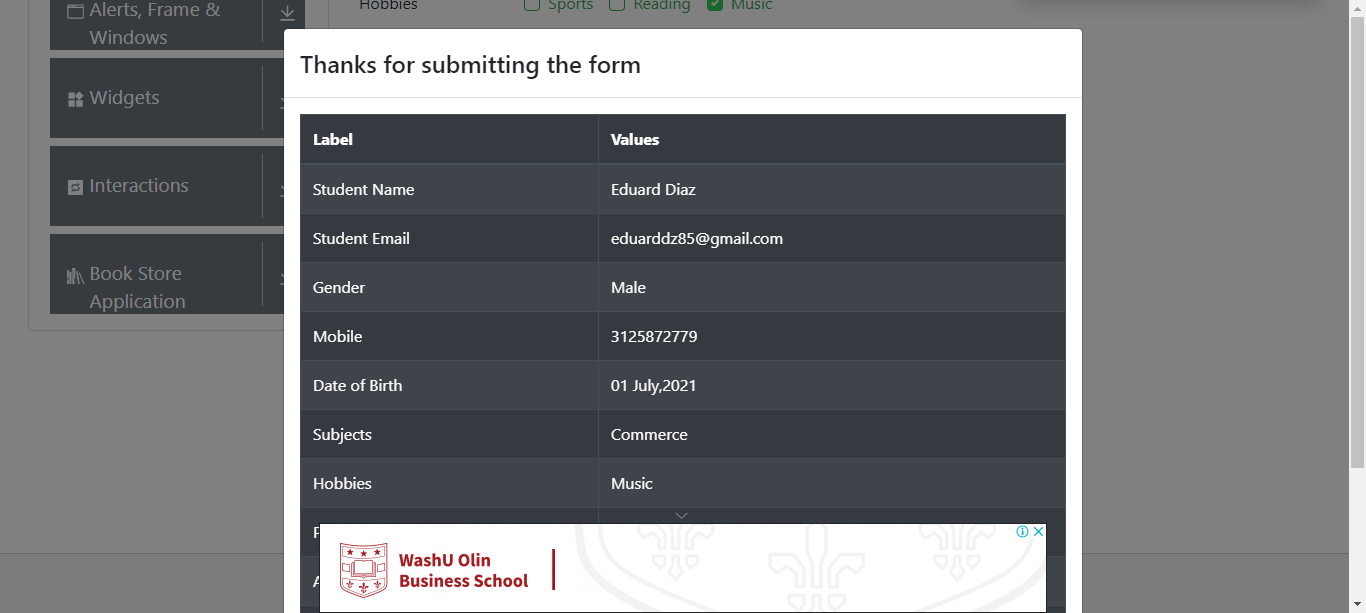 Alerts, Frame &
Windows
Hobbies Sports Reading Music
Widgets
Interactions
Book Store
Application
Thanks for submitting the form
Label Values
Student Name Eduard Diaz
Student Email eduarddz85@gmail.com
Gender Male
Mobile 3125872779
Date of Birth 01 July,2021
Subjects Commerce
Hobbies Music
WashU Olin
Business School